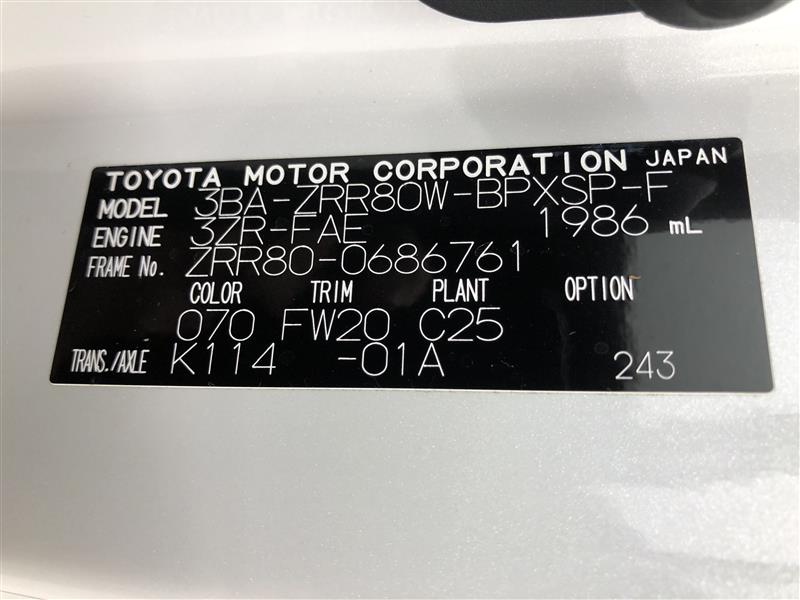 TOYOTA MOTOR CORPORATION JAPAN
MODEL 3BA-ZRR80W-BPXSP-F
ENGINE 3ZR-FAE 1986 mL
FRAME No. ZRR80-0686761
COLOR TRIM PLANT OPTION
070 FW20 C25
TRANS./AXLE K114 -01A 243